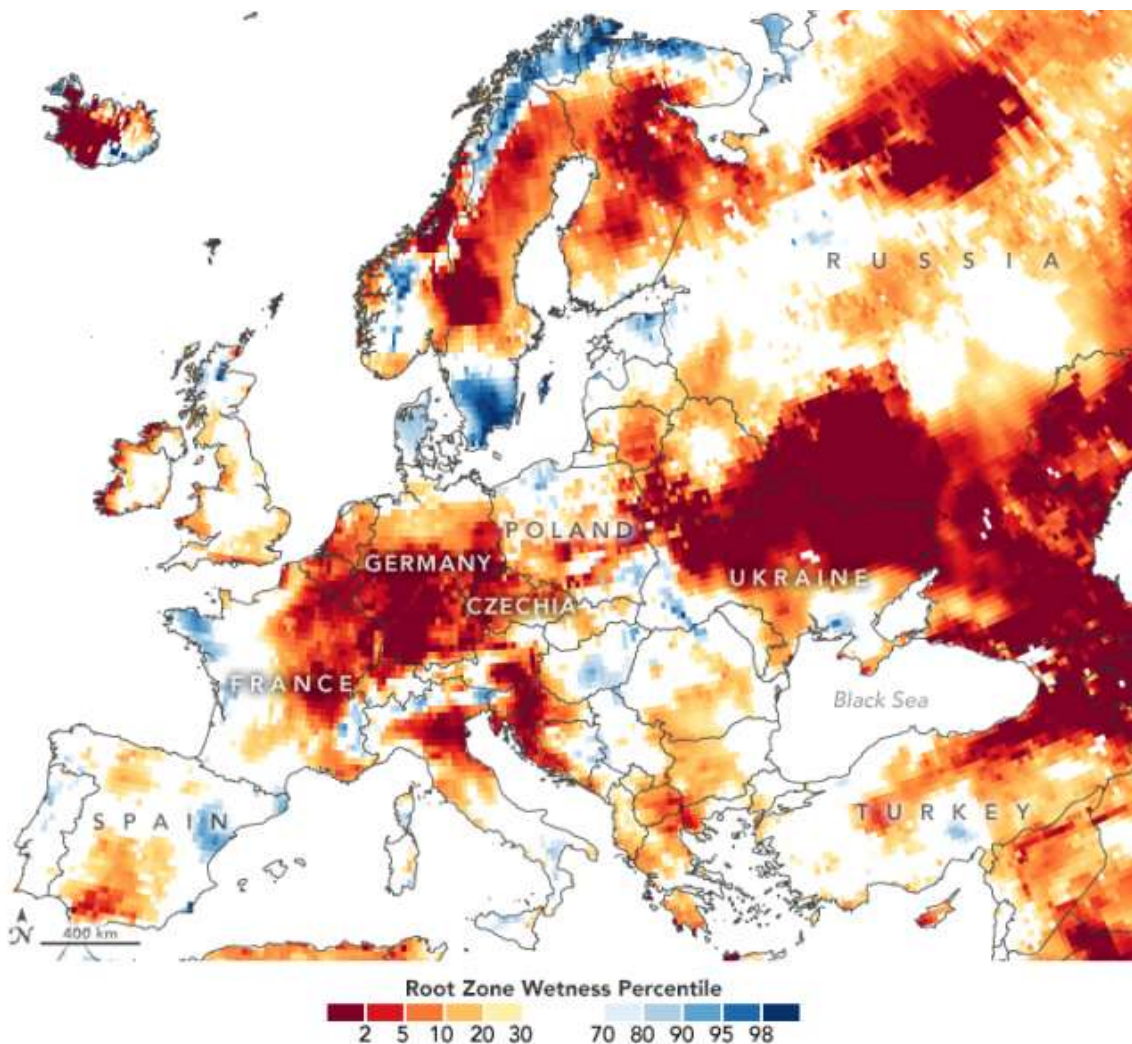 R U S S I A
POLAND
GERMANY
UKRAINE
CZECHIA
FRANCE
Black Sea
SPAIN
TURKEY
N
400 km
Root Zone Wetness Percentile
2 5 10 20 30 70 80 90 95 98